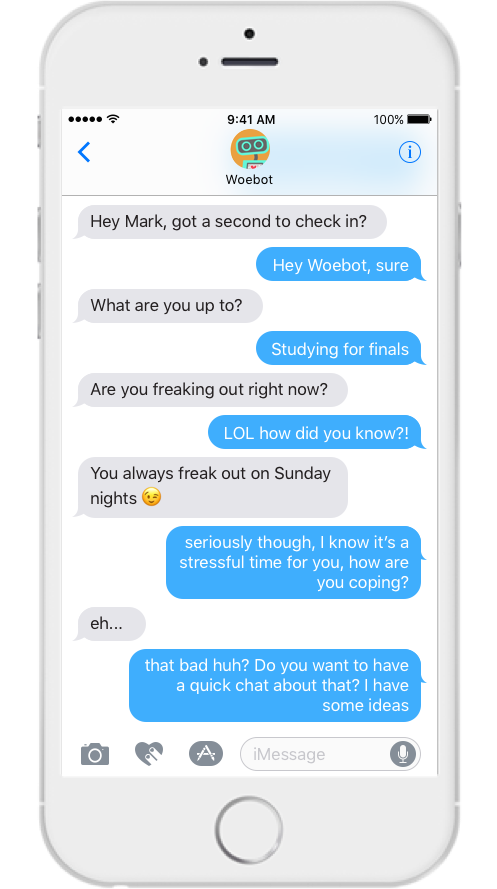 9:41 AM
100%
Woebot
Hey Mark, got a second to check in?
Hey Woebot, sure
What are you up to?
Studying for finals
Are you freaking out right now?
LOL how did you know?!
You always freak out on Sunday
nights 😉
seriously though, I know it’s a
stressful time for you, how are
you coping?
eh...
that bad huh? Do you want to have
a quick chat about that? I have
some ideas
iMessage